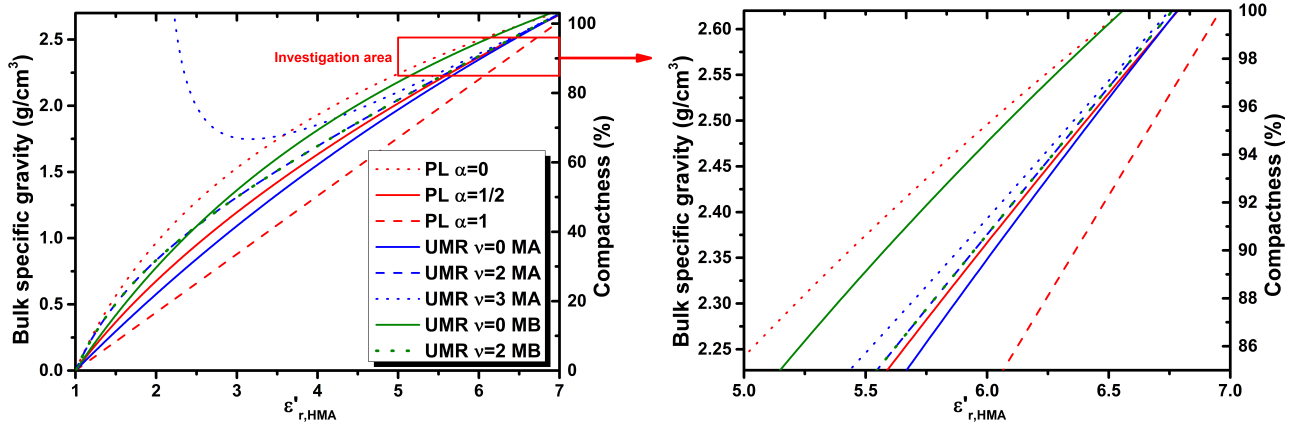 Bulk specific gravity (g/cm³)
2.5
2.0
1.5
1.0
0.5
0.0
1 2 3 4 5 6 7
ε'r,HMA
100
80
60
40
20
0
Compactness (%)
Investigation area
PL α=0
PL α=1/2
PL α=1
UMR ν=0 MA
UMR ν=2 MA
UMR ν=3 MA
UMR ν=0 MB
UMR ν=2 MB
Bulk specific gravity (g/cm³)
2.60
2.55
2.50
2.45
2.40
2.35
2.30
2.25
5.0 5.5 6.0 6.5 7.0
ε'r,HMA
100
98
96
94
92
90
88
86
Compactness (%)